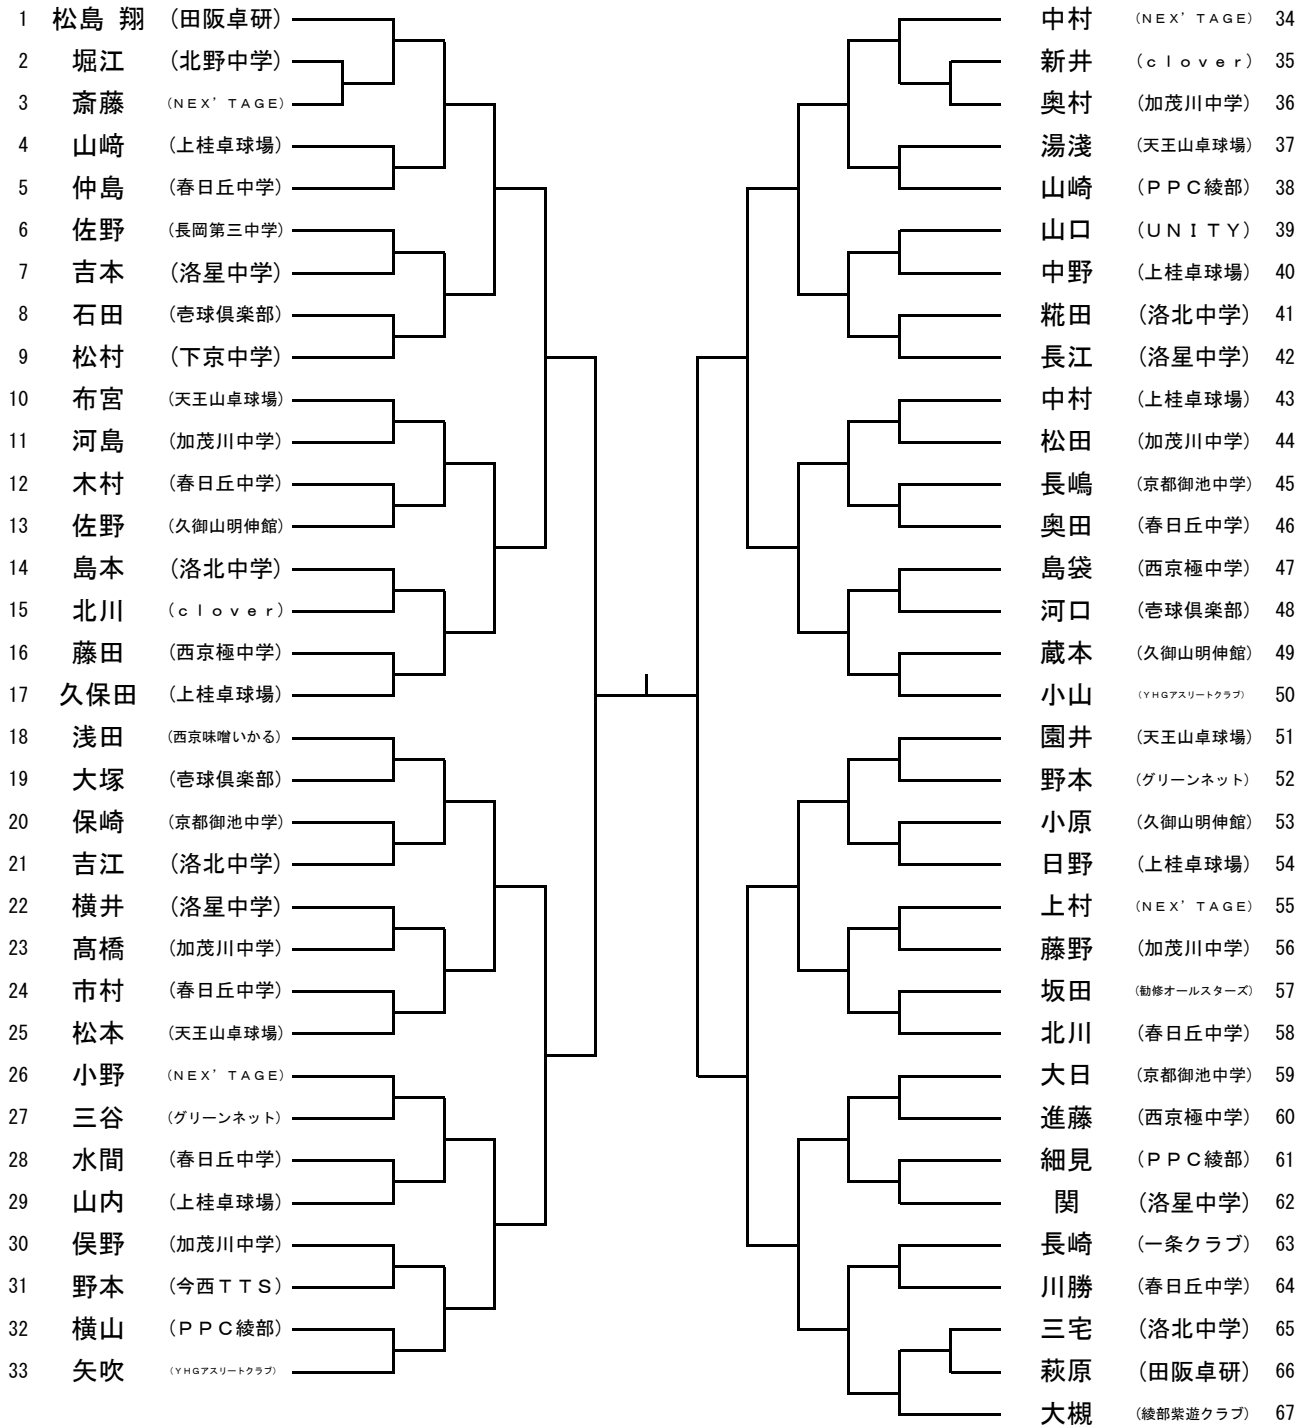 1 松島 翔 (田阪卓研)
2 堀江 (北野中学)
3 斎藤 (NEX'TAGE)
4 山﨑 (上桂卓球場)
5 仲島 (春日丘中学)
6 佐野 (長岡第三中学)
7 吉本 (洛星中学)
8 石田 (壱球倶楽部)
9 松村 (下京中学)
10 布宮 (天王山卓球場)
11 河島 (加茂川中学)
12 木村 (春日丘中学)
13 佐野 (久御山明伸館)
14 島本 (洛北中学)
15 北川 (clover)
16 藤田 (西京極中学)
17 久保田 (上桂卓球場)
18 浅田 (西京味噌いかる)
19 大塚 (壱球倶楽部)
20 保崎 (京都御池中学)
21 吉江 (洛北中学)
22 横井 (洛星中学)
23 髙橋 (加茂川中学)
24 市村 (春日丘中学)
25 松本 (天王山卓球場)
26 小野 (NEX'TAGE)
27 三谷 (グリーンネット)
28 水間 (春日丘中学)
29 山内 (上桂卓球場)
30 俣野 (加茂川中学)
31 野本 (今西TTS)
32 横山 (PPC綾部)
33 矢吹 (YHGアスリートクラブ)
中村 (NEX'TAGE) 34
新井 (clover) 35
奥村 (加茂川中学) 36
湯淺 (天王山卓球場) 37
山崎 (PPC綾部) 38
山口 (UNITY) 39
中野 (上桂卓球場) 40
糀田 (洛北中学) 41
長江 (洛星中学) 42
中村 (上桂卓球場) 43
松田 (加茂川中学) 44
長嶋 (京都御池中学) 45
奥田 (春日丘中学) 46
島袋 (西京極中学) 47
河口 (壱球倶楽部) 48
蔵本 (久御山明伸館) 49
小山 (YHGアスリートクラブ) 50
園井 (天王山卓球場) 51
野本 (グリーンネット) 52
小原 (久御山明伸館) 53
日野 (上桂卓球場) 54
上村 (NEX'TAGE) 55
藤野 (加茂川中学) 56
坂田 (勧修オールスターズ) 57
北川 (春日丘中学) 58
大日 (京都御池中学) 59
進藤 (西京極中学) 60
細見 (PPC綾部) 61
関 (洛星中学) 62
長崎 (一条クラブ) 63
川勝 (春日丘中学) 64
三宅 (洛北中学) 65
萩原 (田阪卓研) 66
大槻 (綾部紫遊クラブ) 67